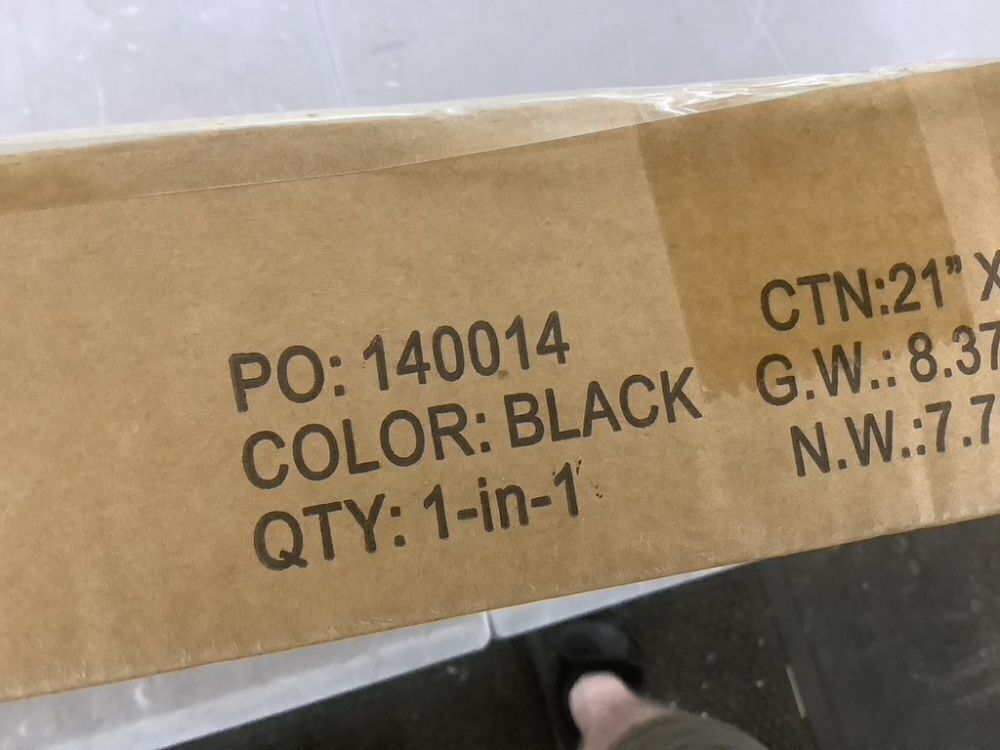 PO: 140014
COLOR: BLACK
QTY: 1-in-1
CTN:21” X
G.W.: 8.37
N.W.:7.7